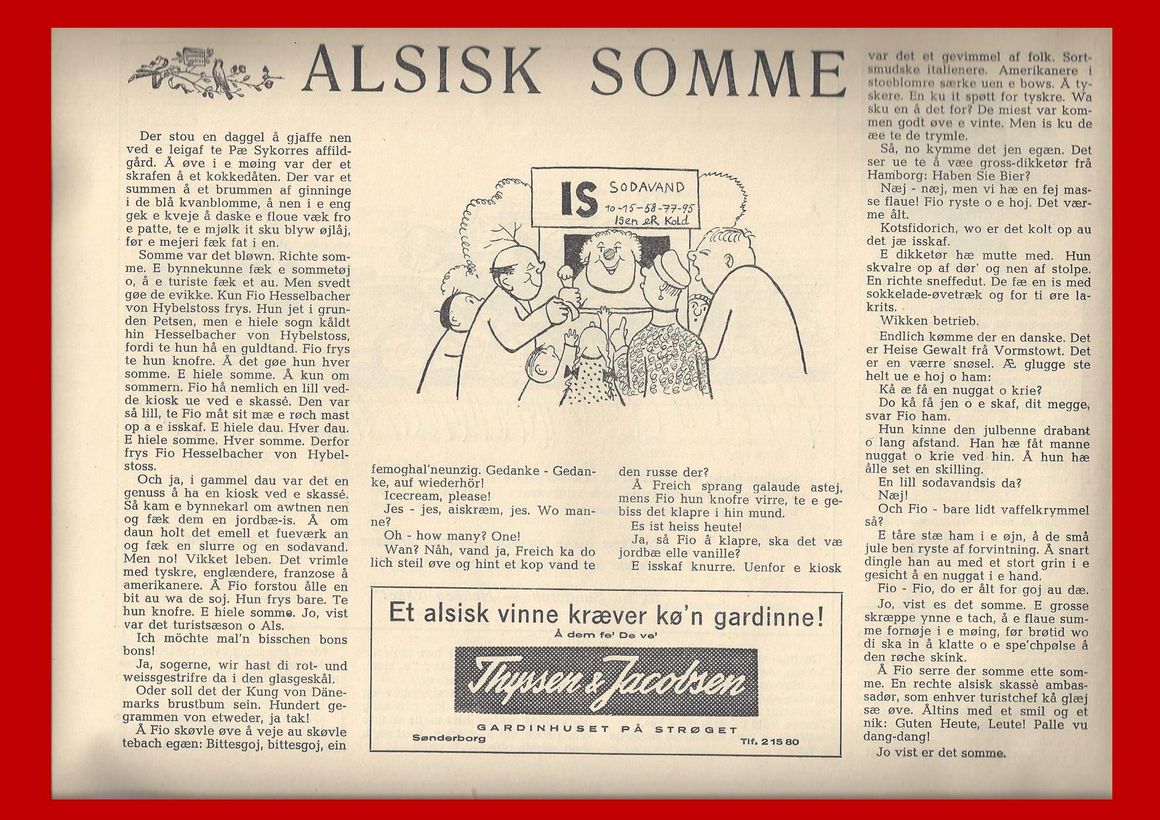 ALSISK SOMME
Der stou en daggel å gjaffe nen
ved e leigaf te Pæ Sykorres affild-
gård. Å øve i e møing var der et
skrafen å et kokkedåten. Der var et
summen å et brummen af ginninge
i de blå kvanblomme, å nen i e eng
gek e kveje å daske e floue væk fro
e patte, te e mjølk it sku blyw øjlåj,
før e mejeri fæk fat i en.
Somme var det bløwn. Richte som-
me. E bynnekunne fæk e sommetøj
o, å e turiste fæk et au. Men svedt
gøe de evikke. Kun Fio Hesselbacher
von Hybelstoss frys. Hun jet i grun-
den Petsen, men e hiele sogn kåldt
hin Hesselbacher von Hybelstoss,
fordi te hun hå en guldtand. Fio frys
te hun knofre. Å det gøe hun hver
somme. E hiele somme. Å kun om
sommern. Fio hå nemlich en lill ved-
de kiosk ue ved e skassé. Den var
så lill, te Fio måt sit mæ e røch mast
op a e isskaf. E hiele dau. Hver dau.
E hiele somme. Hver somme. Derfor
frys Fio Hesselbacher von Hybel-
stoss.
Och ja, i gammel dau var det en
genuss å ha en kiosk ved e skassé.
Så kam e bynnekarl om awtnen nen
og fæk dem en jordbæ-is. Å om
daun holt det emell et fueværk an
og fæk en slurre og en sodavand.
Men no! Vikket leben. Det vrimle
med tyskre, englændere, franzose å
amerikanere. Å Fio forstou ålle en
bit au wa de soj. Hun frys bare. Te
hun knofre. E hiele somme. Jo, vist
var det turistsæson o Als.
Ich möchte mal'n bisschen bons
bons!
Ja, sogerne, wir hast di rot- und
weissgestrifre da i den glasgeskål.
Oder soll det der Kung von Däne-
marks brustbum sein. Hundert ge-
grammen von etweder, ja tak!
Å Fio skøvle øve å veje au skøvle
tebach egæn: Bittesgoj, bittesgoj, ein
IS SODAVAND
10-15-58-77-95
Isen eR Kold
femoghal'neunzig. Gedanke - Gedan-
ke, auf wiederhör!
Icecream, please!
Jes - jes, aiskræm, jes. Wo man-
ne?
Oh - how many? One!
Wan? Nåh, vand ja, Freich ka do
lich steil øve og hint et kop vand te
den russe der?
Å Freich sprang galaude astej,
mens Fio hun knofre virre, te e ge-
biss det klapre i hin mund.
Es ist heiss heute!
Ja, så Fio å klapre, ska det væ
jordbæ elle vanille?
E isskaf knurre. Uenfor e kiosk
Et alsisk vinne kræver kø'n gardinne!
Å dem fe' De ve'
Thyssen & Jacobsen
GARDINHUSET PÅ STRØGET
Sønderborg Tlf. 21580
var det et gevimmel af folk. Sort-
smudske italienere. Amerikanere i
stoeblomre særke uen e bows. Å ty-
skere. En ku it spøtt for tyskre. Wa
sku en å det for? De miest var kom-
men godt øve e vinte. Men is ku de
æe te de trymle.
Så, no kymme det jen egæn. Det
ser ue te å væe gross-dikketør frå
Hamborg: Haben Sie Bier?
Næj - næj, men vi hæ en fej mas-
se flaue! Fio ryste o e hoj. Det vær-
me ålt.
Kotsfidorich, wo er det kolt op au
det jæ isskaf.
E dikketør hæ mutte med. Hun
skvalre op af dør' og nen af stolpe.
En richte sneffedut. De fæ en is med
sokkelade-øvetræk og for ti øre la-
krits.
Wikken betrieb.
Endlich kømme der en danske. Det
er Heise Gewalt frå Vormstowt. Det
er en værre snøsel. Æ glugge ste
helt ue e hoj o ham:
Kå æ få en nuggat o krie?
Do kå få jen o e skaf, dit megge,
svar Fio ham.
Hun kinne den julbenne drabant
o lang afstand. Han hæ fåt manne
nuggat o krie ved hin. Å hun hæ
ålle set en skilling.
En lill sodavandsis da?
Næj!
Och Fio - bare lidt vaffelkrymmel
så?
E tåre stæ ham i e øjn, å de små
jule ben ryste af forvintning. Å snart
dingle han au med et stort grin i e
gesicht å en nuggat i e hand.
Fio - Fio, do er ålt for goj au dæ.
Jo, vist es det somme. E grosse
skræppe ynne e tach, å e flaue sum-
me fornøje i e møing, før brøtid wo
di ska in å klatte o e spe'chpølse å
den røche skink.
Å Fio serre der somme ette som-
me. En rechte alsisk skassè ambas-
sadør, som enhver turistchef kå glæj
sæ øve. Åltins med et smil og et
nik: Guten Heute, Leute! Palle vu
dang-dang!
Jo vist er det somme.